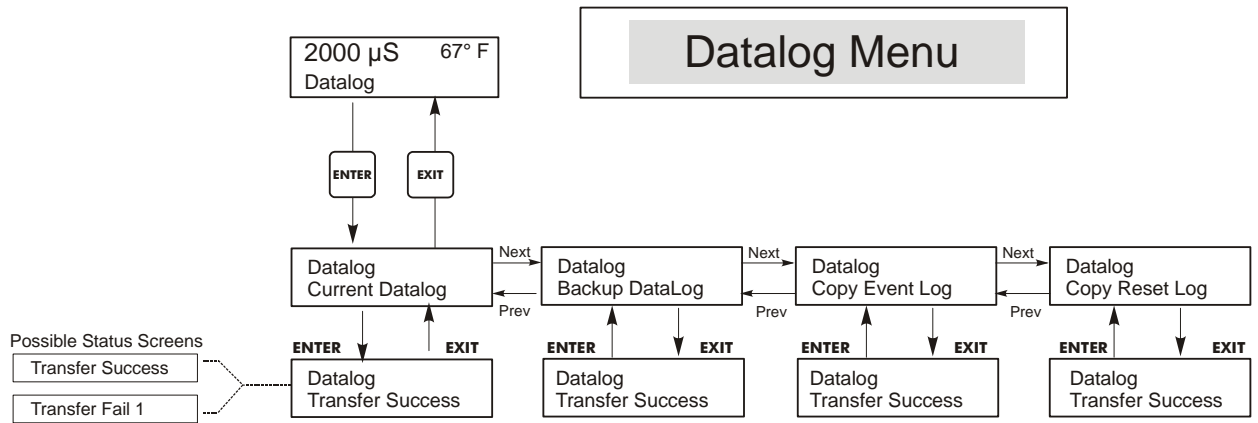 Datalog Menu
2000 µS 67° F
Datalog
ENTER EXIT
Next Next Next
Datalog
Current Datalog
Datalog
Backup DataLog
Datalog
Copy Event Log
Datalog
Copy Reset Log
Prev Prev Prev
Possible Status Screens
Transfer Success
Transfer Fail 1
ENTER EXIT ENTER EXIT ENTER EXIT ENTER EXIT
Datalog
Transfer Success
Datalog
Transfer Success
Datalog
Transfer Success
Datalog
Transfer Success